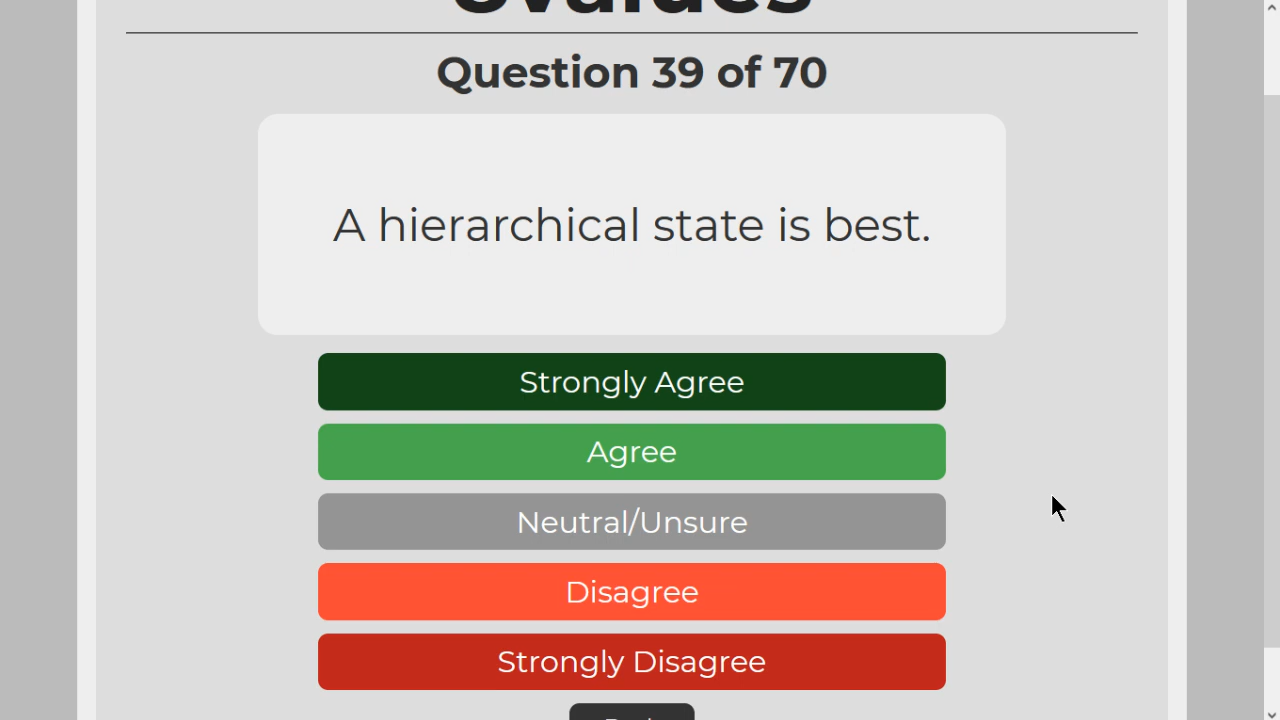 Question 39 of 70
A hierarchical state is best.
Strongly Agree
Agree
Neutral/Unsure
Disagree
Strongly Disagree